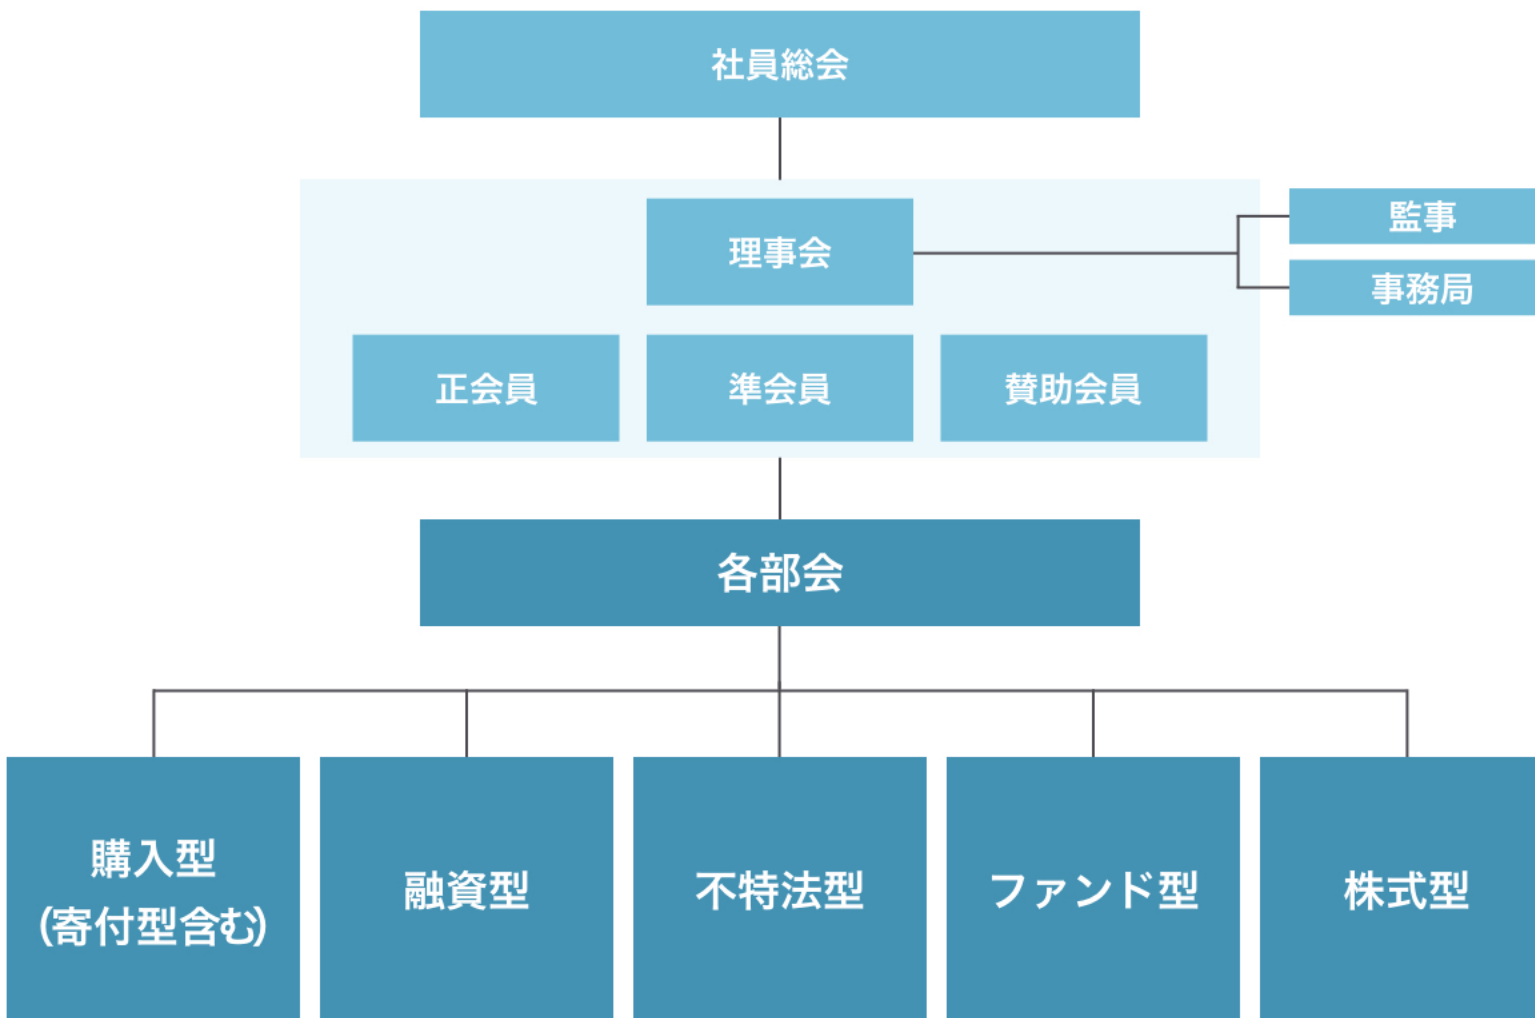 社員総会
理事会
監事
事務局
正会員
準会員
賛助会員
各部会
購入型
(寄付型含む)
融資型
不特法型
ファンド型
株式型